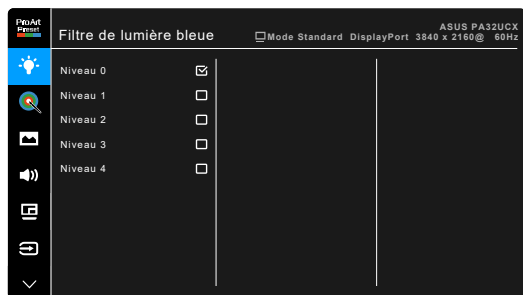 ProArt
Preset
Filtre de lumière bleue
ASUS PA32UCX
Mode Standard DisplayPort 3840 x 2160@ 60Hz
Niveau 0
Niveau 1
Niveau 2
Niveau 3
Niveau 4